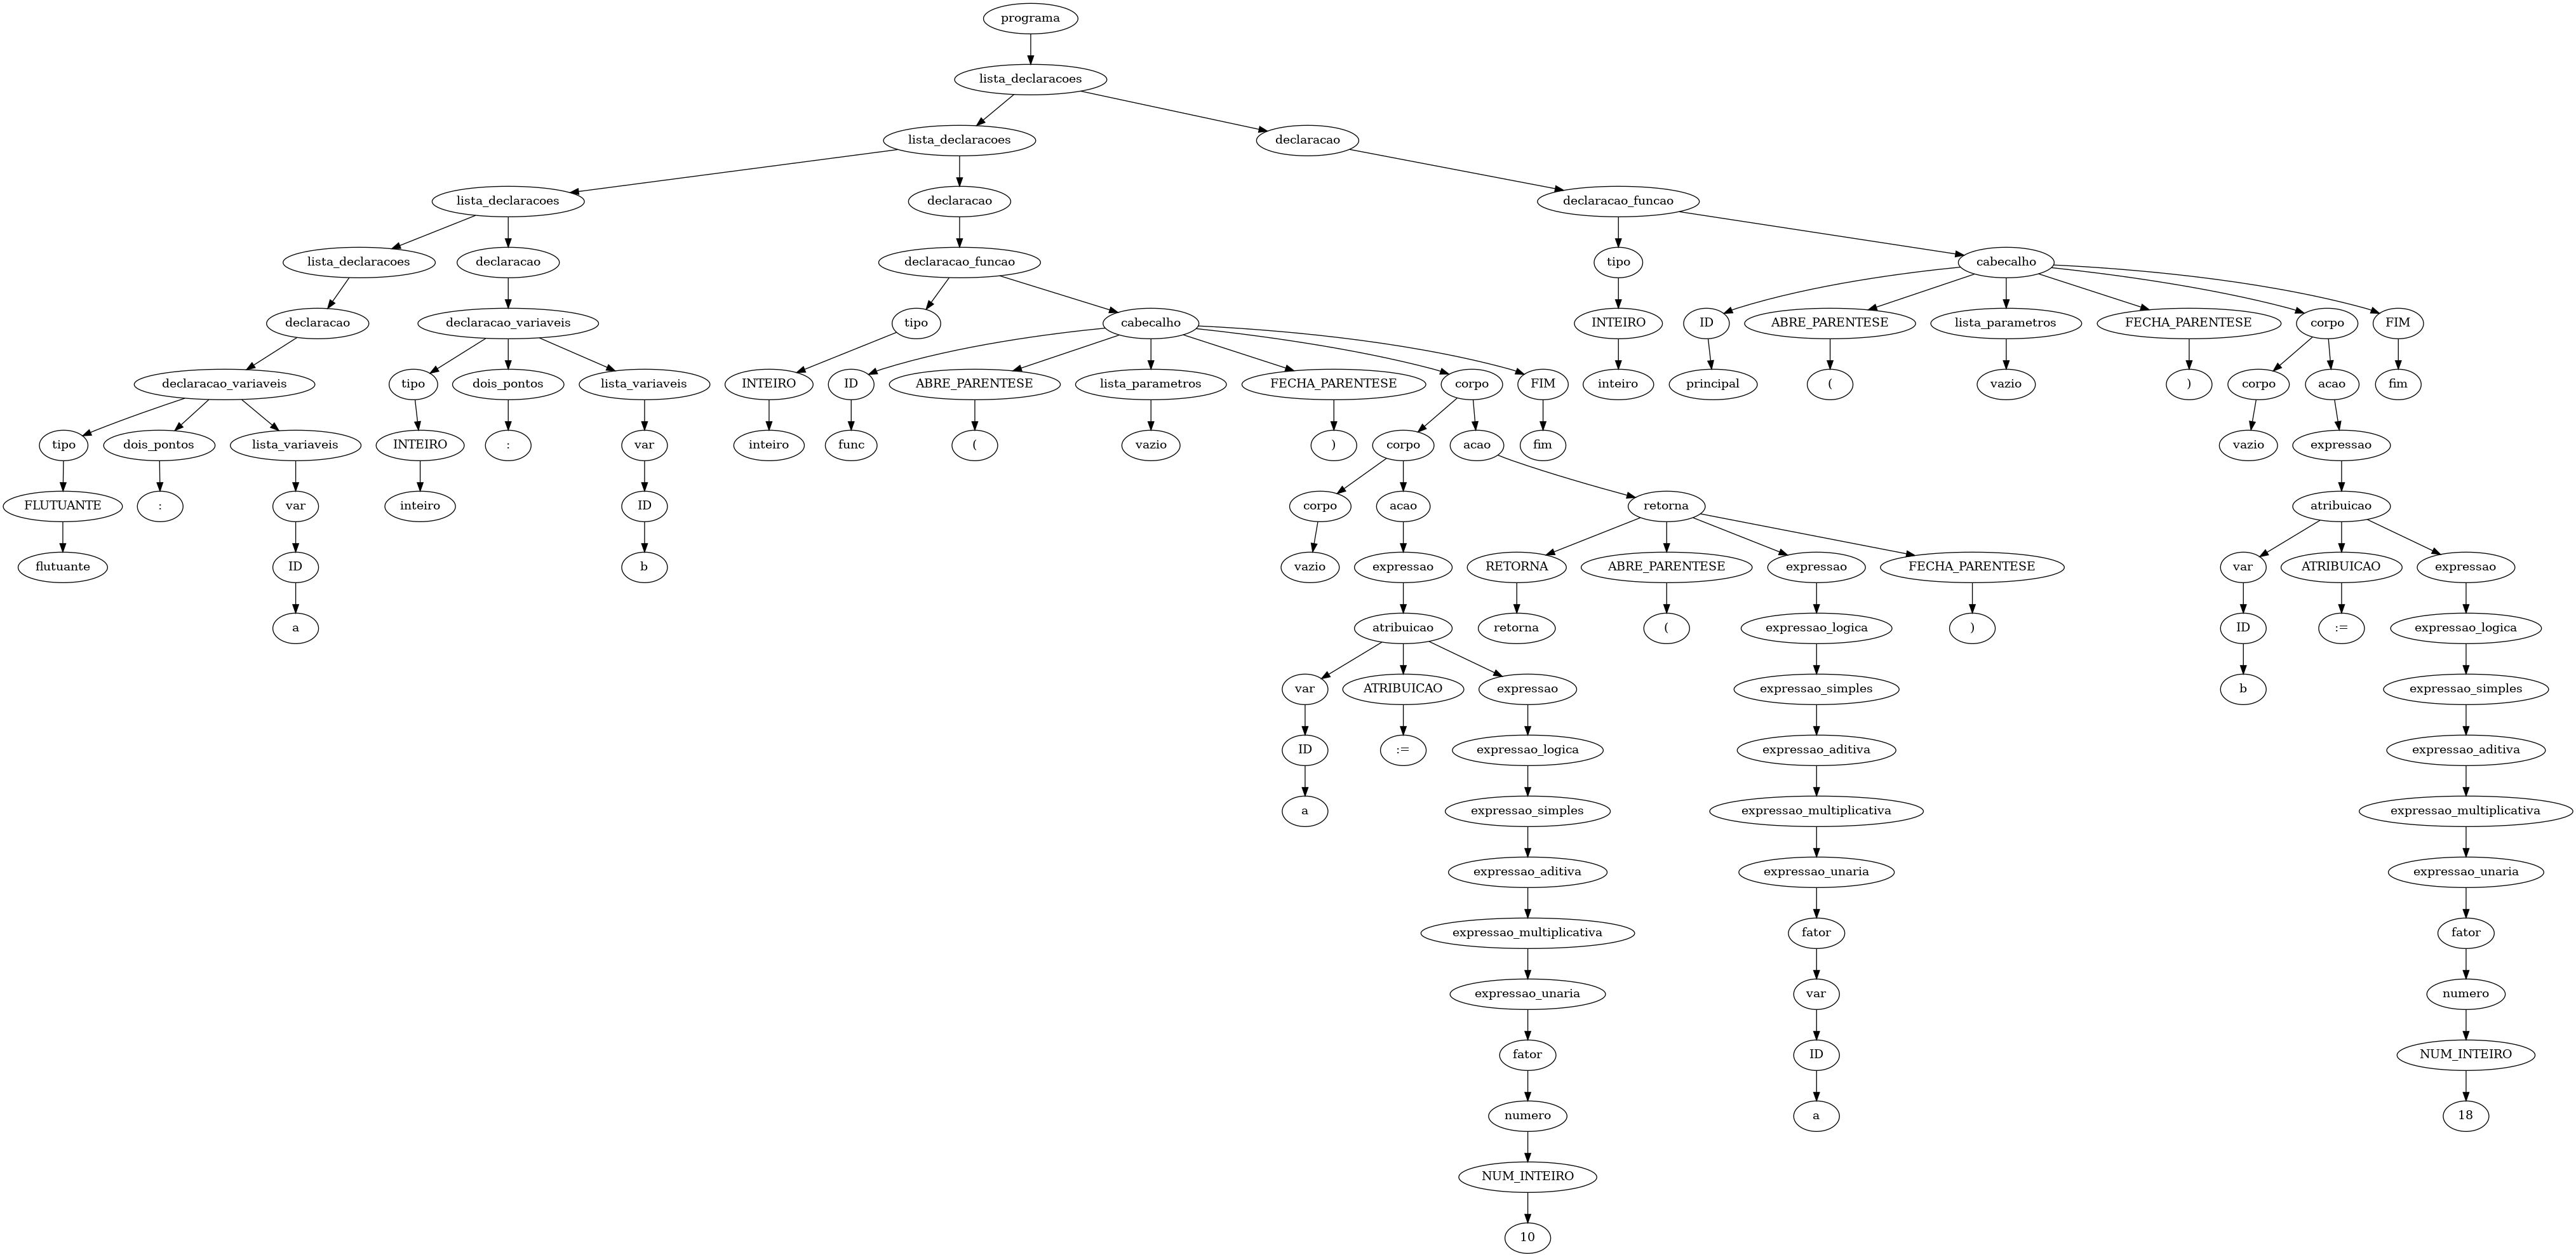 programa
lista_declaracoes
lista_declaracoes declaracao
lista_declaracoes declaracao declaracao_funcao
lista_declaracoes declaracao declaracao_funcao tipo cabecalho
declaracao declaracao_variaveis tipo cabecalho INTEIRO ID ABRE_PARENTESE lista_parametros FECHA_PARENTESE corpo FIM
declaracao_variaveis tipo dois_pontos lista_variaveis INTEIRO ID ABRE_PARENTESE lista_parametros FECHA_PARENTESE corpo FIM inteiro principal ( vazio ) corpo acao fim
tipo dois_pontos lista_variaveis INTEIRO : var inteiro func ( vazio ) corpo acao fim vazio expressao
FLUTUANTE : var inteiro ID corpo acao retorna atribuicao
flutuante ID b vazio expressao RETORNA ABRE_PARENTESE expressao FECHA_PARENTESE var ATRIBUICAO expressao
a atribuicao retorna ( expressao_logica ) ID := expressao_logica
var ATRIBUICAO expressao expressao_simples b expressao_simples
ID := expressao_logica expressao_aditiva expressao_aditiva
a expressao_simples expressao_multiplicativa expressao_multiplicativa
expressao_aditiva expressao_unaria expressao_unaria
expressao_multiplicativa fator fator
expressao_unaria var numero
fator ID NUM_INTEIRO
numero a 18
NUM_INTEIRO
10